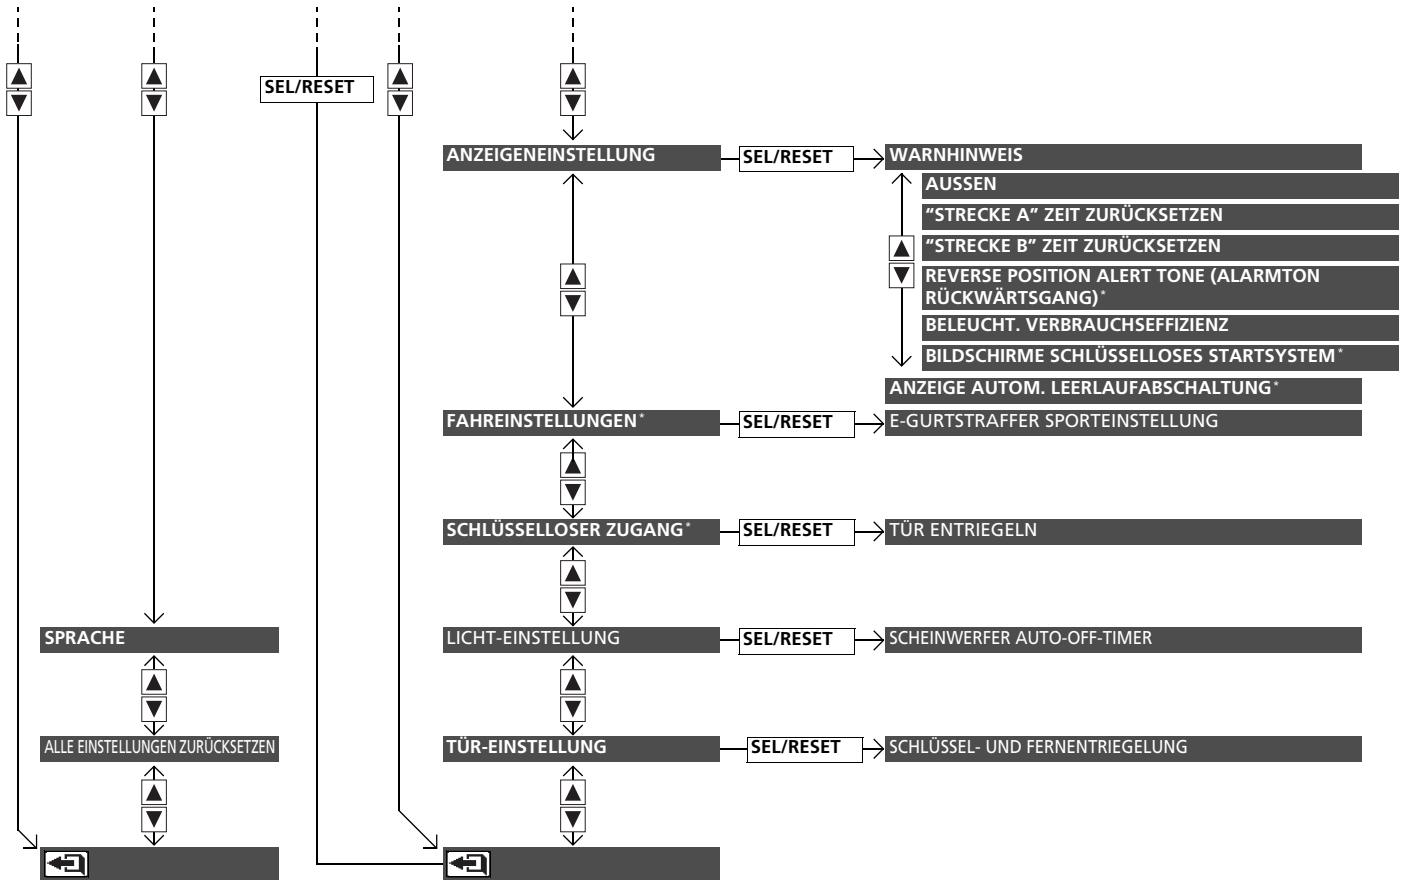 SEL/RESET
ANZEIGENEINSTELLUNG
SEL/RESET
WARNHINWEIS
AUSSEN
“STRECKE A” ZEIT ZURÜCKSETZEN
“STRECKE B” ZEIT ZURÜCKSETZEN
REVERSE POSITION ALERT TONE (ALARMTON
RÜCKWÄRTSGANG)*
BELEUCHT. VERBRAUCHSEFFIZIENZ
BILDSCHIRME SCHLÜSSELLOSES STARTSYSTEM*
ANZEIGE AUTOM. LEERLAUFABSCHALTUNG*
FAHREINSTELLUNGEN*
SEL/RESET
E-GURTSTRAFFER SPORTEINSTELLUNG
SCHLÜSSELLOSER ZUGANG*
SEL/RESET
TÜR ENTRIEGELN
SPRACHE
LICHT-EINSTELLUNG
SEL/RESET
SCHEINWERFER AUTO-OFF-TIMER
ALLE EINSTELLUNGEN ZURÜCKSETZEN
TÜR-EINSTELLUNG
SEL/RESET
SCHLÜSSEL- UND FERNENTRIEGELUNG